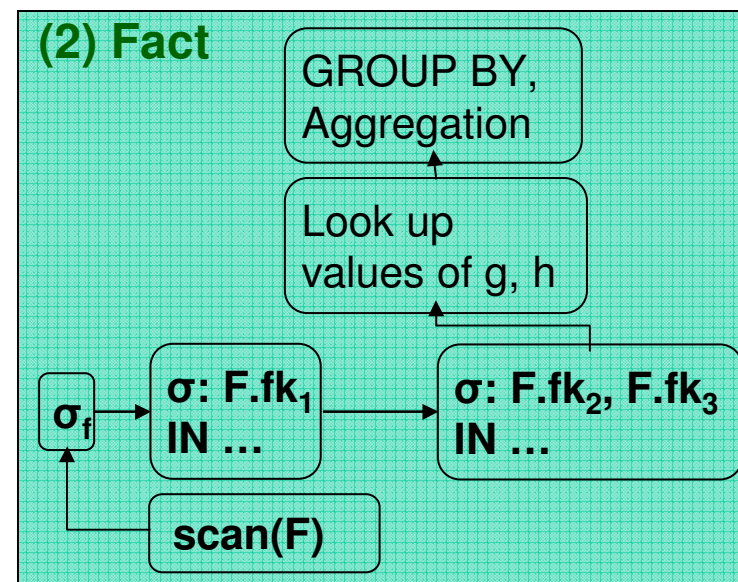 (2) Fact
GROUP BY,
Aggregation
Look up
values of g, h
σf
σ: F.fk1
IN …
σ: F.fk2, F.fk3
IN …
scan(F)